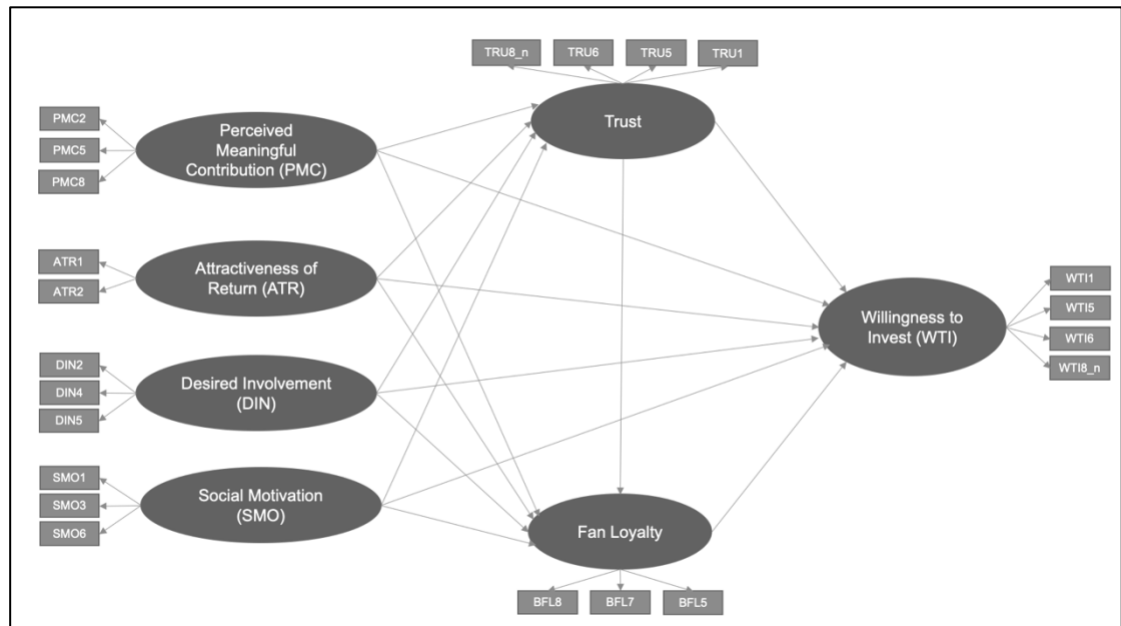 TRU8_n
TRU6
TRU5
TRU1
Trust
PMC2
PMC5
PMC8
Perceived
Meaningful
Contribution (PMC)
ATR1
ATR2
Attractiveness of
Return (ATR)
DIN2
DIN4
DIN5
Desired Involvement
(DIN)
SMO1
SMO3
SMO6
Social Motivation
(SMO)
Willingness to
Invest (WTI)
WTI1
WTI5
WTI6
WTI8_n
Fan Loyalty
BFL8
BFL7
BFL5